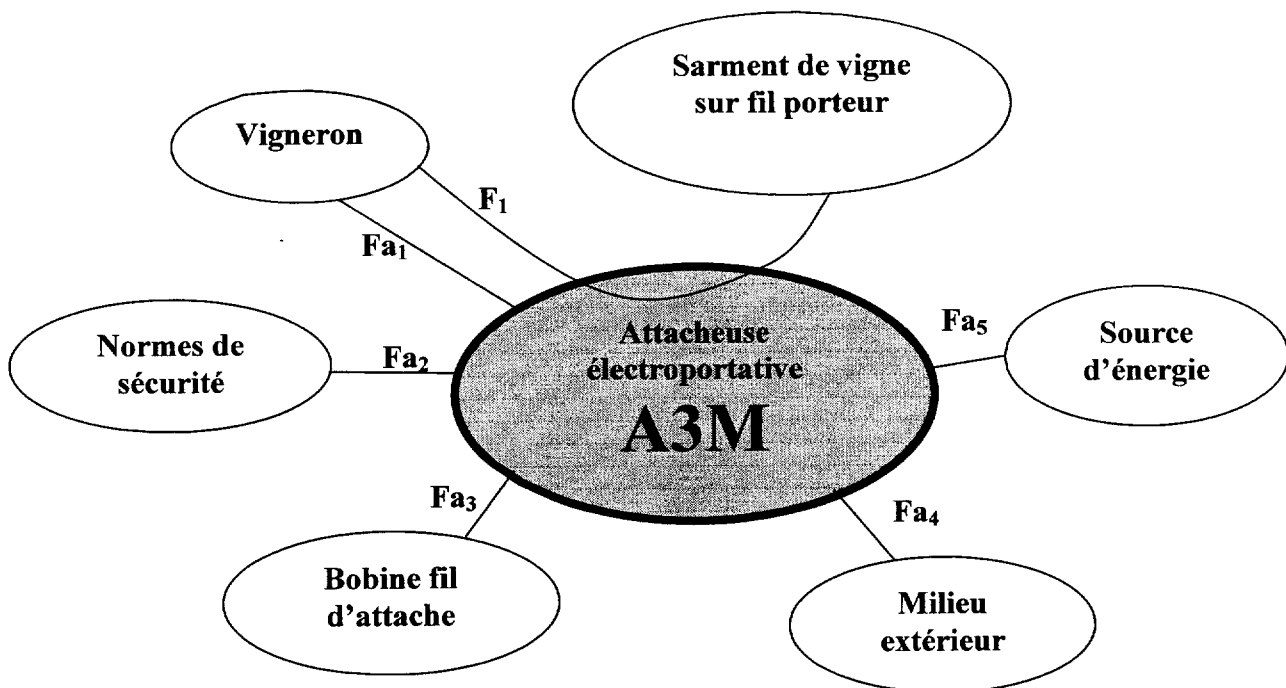 Sarment de vigne
sur fil porteur
Vigneron
F₁
Fa₁
Normes de
sécurité
Fa₂
Attacheuse
électroportative
A3M
Fa₅
Source
d'énergie
Fa₃
Bobine fil
d'attache
Fa₄
Milieu
extérieur